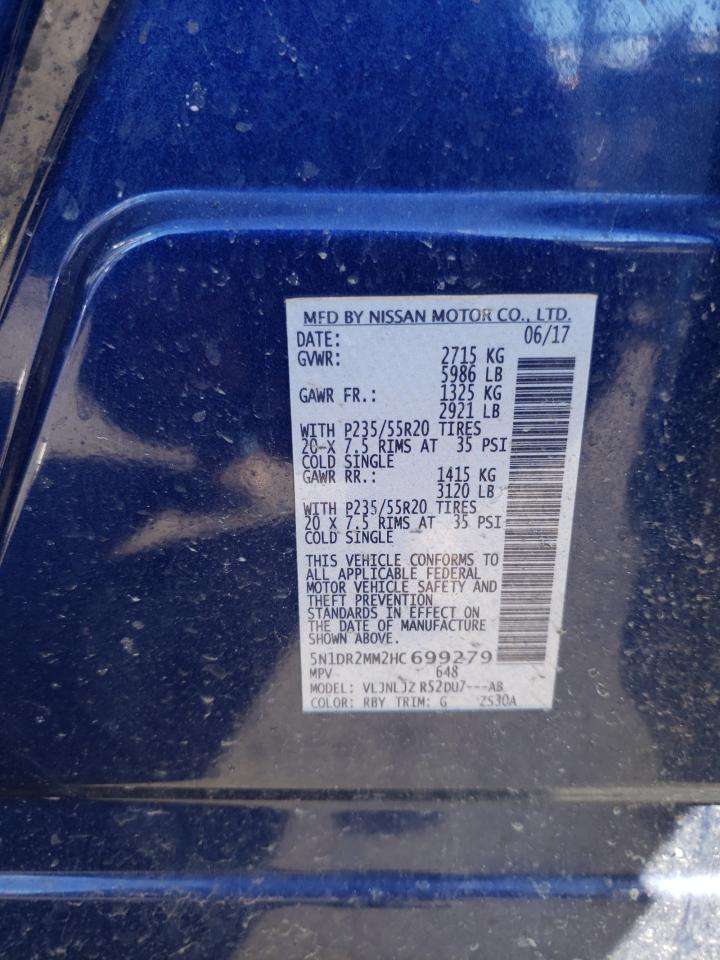 MFD BY NISSAN MOTOR CO., LTD.
DATE: 06/17
GVWR: 2715 KG
5986 LB
GAWR FR.: 1325 KG
2921 LB
WITH P235/55R20 TIRES
20 X 7.5 RIMS AT 35 PSI
COLD SINGLE
GAWR RR.: 1415 KG
3120 LB
WITH P235/55R20 TIRES
20 X 7.5 RIMS AT 35 PSI
COLD SINGLE
THIS VEHICLE CONFORMS TO
ALL APPLICABLE FEDERAL
MOTOR VEHICLE SAFETY AND
THEFT PREVENTION
STANDARDS IN EFFECT ON
THE DATE OF MANUFACTURE
SHOWN ABOVE.
5N1DR2MM2HC699279
MPV 648
MODEL: VLJNLJZ R52DU7---AB
COLOR: RBY TRIM: G ZS30A